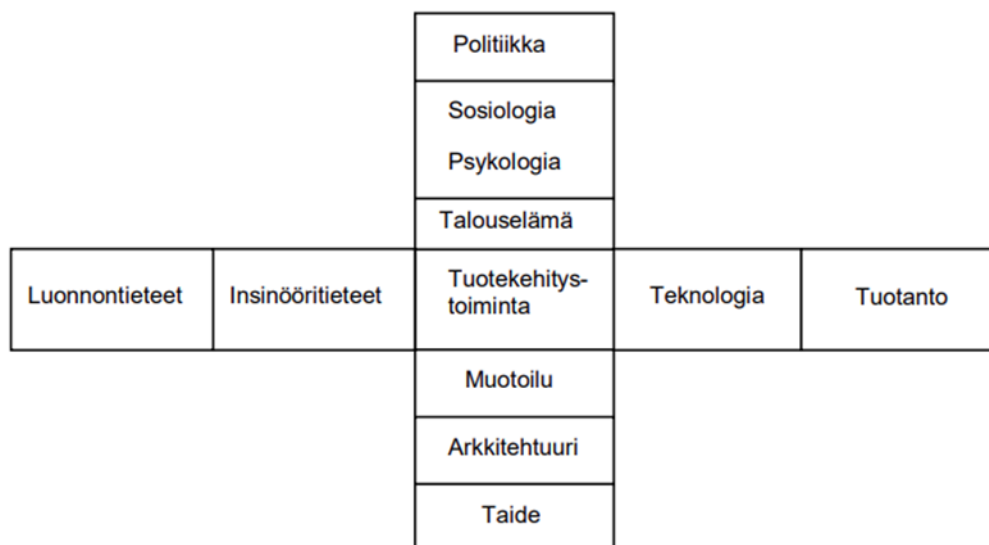 Politiikka
Sosiologia
Psykologia
Talouselämä
Luonnontieteet
Insinööritieteet
Tuotekehitys-
toiminta
Teknologia
Tuotanto
Muotoilu
Arkkitehtuuri
Taide